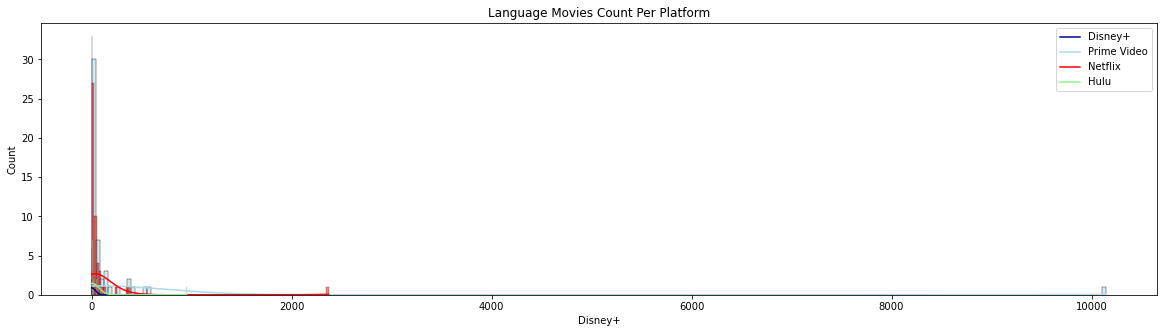 Language Movies Count Per Platform
Disney+
Prime Video
Netflix
Hulu
Count
30
25
20
15
10
5
0
0
2000
4000
6000
8000
10000
Disney+